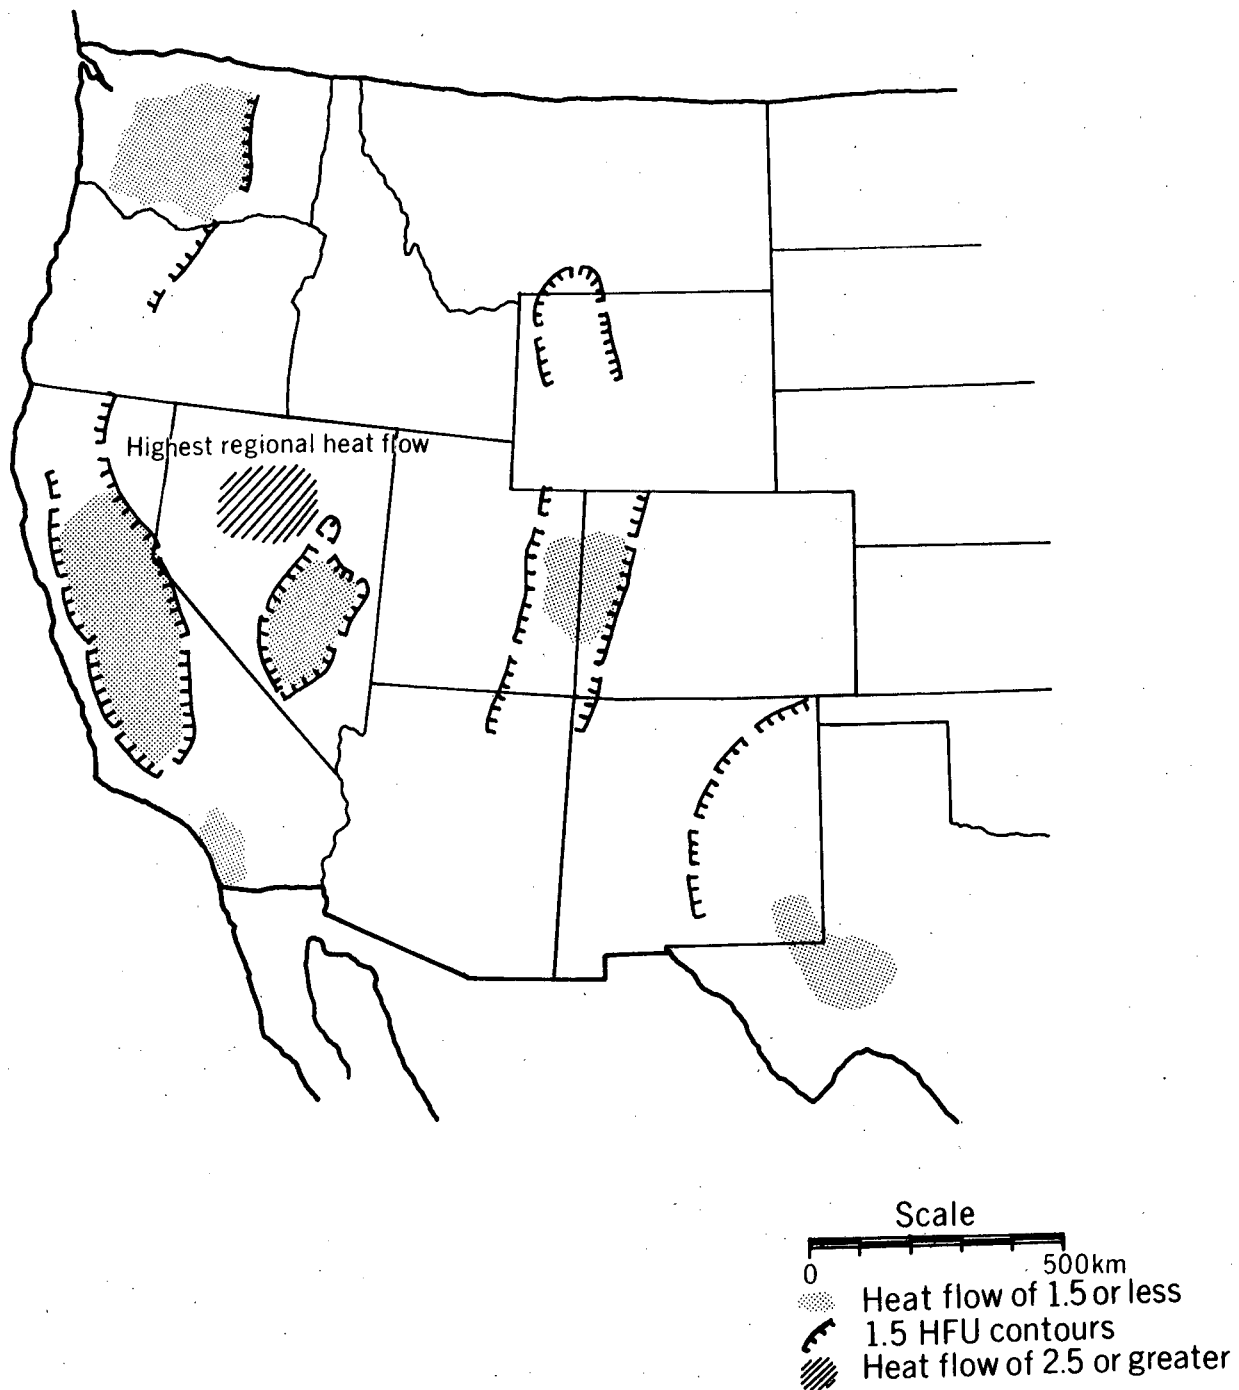 Highest regional heat flow
Scale
0 500km
Heat flow of 1.5 or less
1.5 HFU contours
Heat flow of 2.5 or greater